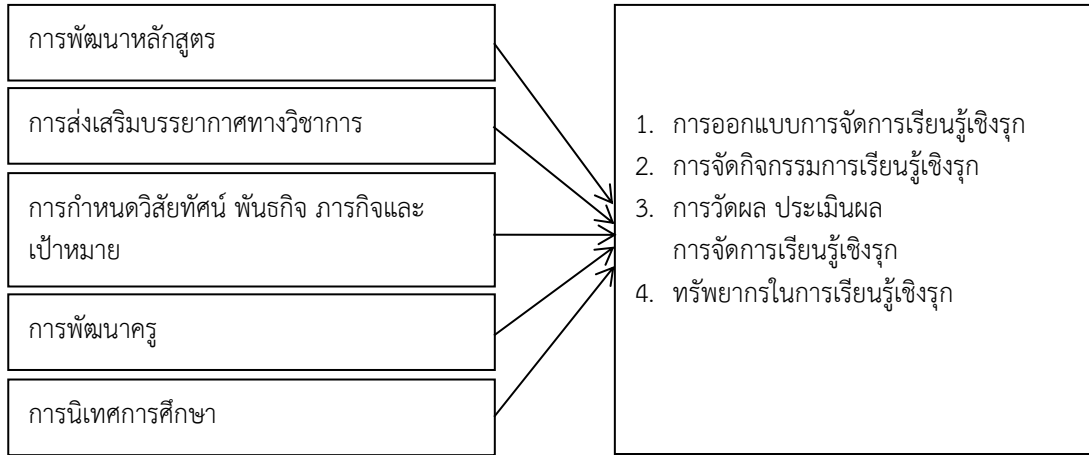 การพัฒนาหลักสูตร
การส่งเสริมบรรยากาศทางวิชาการ
การกำหนดวิสัยทัศน์ พันธกิจ ภารกิจและ
เป้าหมาย
การพัฒนาครู
การนิเทศการศึกษา
1. การออกแบบการจัดการเรียนรู้เชิงรุก
2. การจัดกิจกรรมการเรียนรู้เชิงรุก
3. การวัดผล ประเมินผล
การจัดการเรียนรู้เชิงรุก
4. ทรัพยากรในการเรียนรู้เชิงรุก